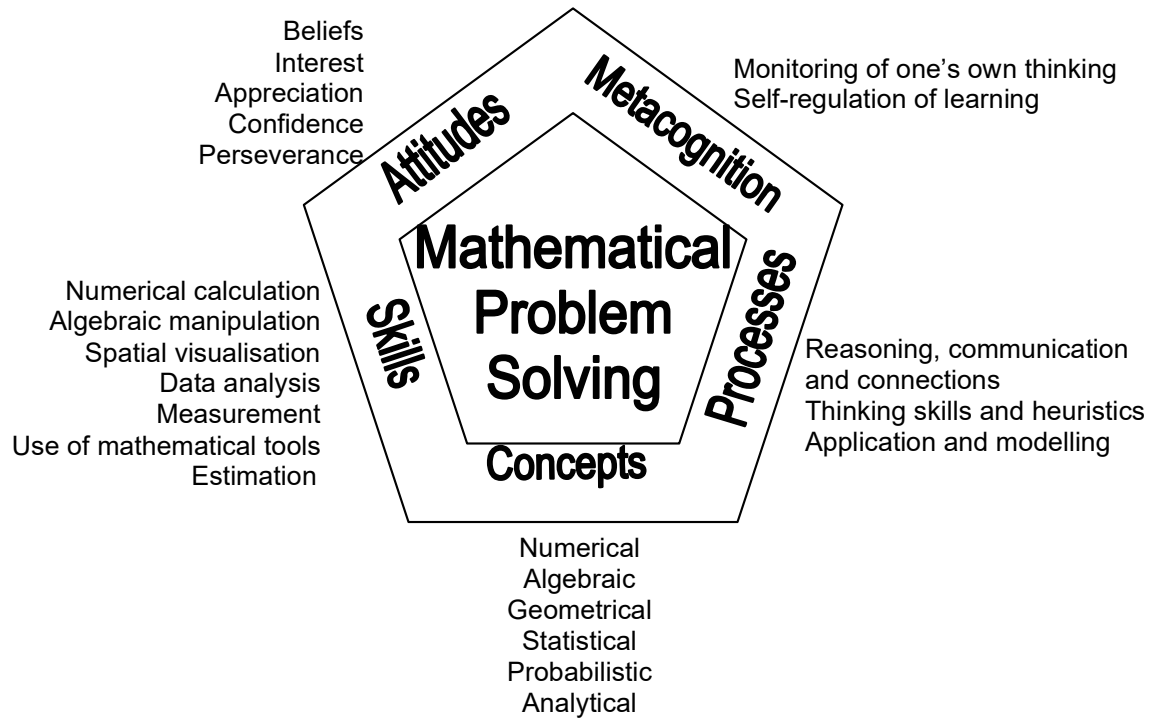 Beliefs
Interest
Appreciation
Confidence
Perseverance
Attitudes
Metacognition
Monitoring of one’s own thinking
Self-regulation of learning
Mathematical
Problem
Solving
Numerical calculation
Algebraic manipulation
Spatial visualisation
Data analysis
Measurement
Use of mathematical tools
Estimation
Skills
Processes
Reasoning, communication
and connections
Thinking skills and heuristics
Application and modelling
Concepts
Numerical
Algebraic
Geometrical
Statistical
Probabilistic
Analytical